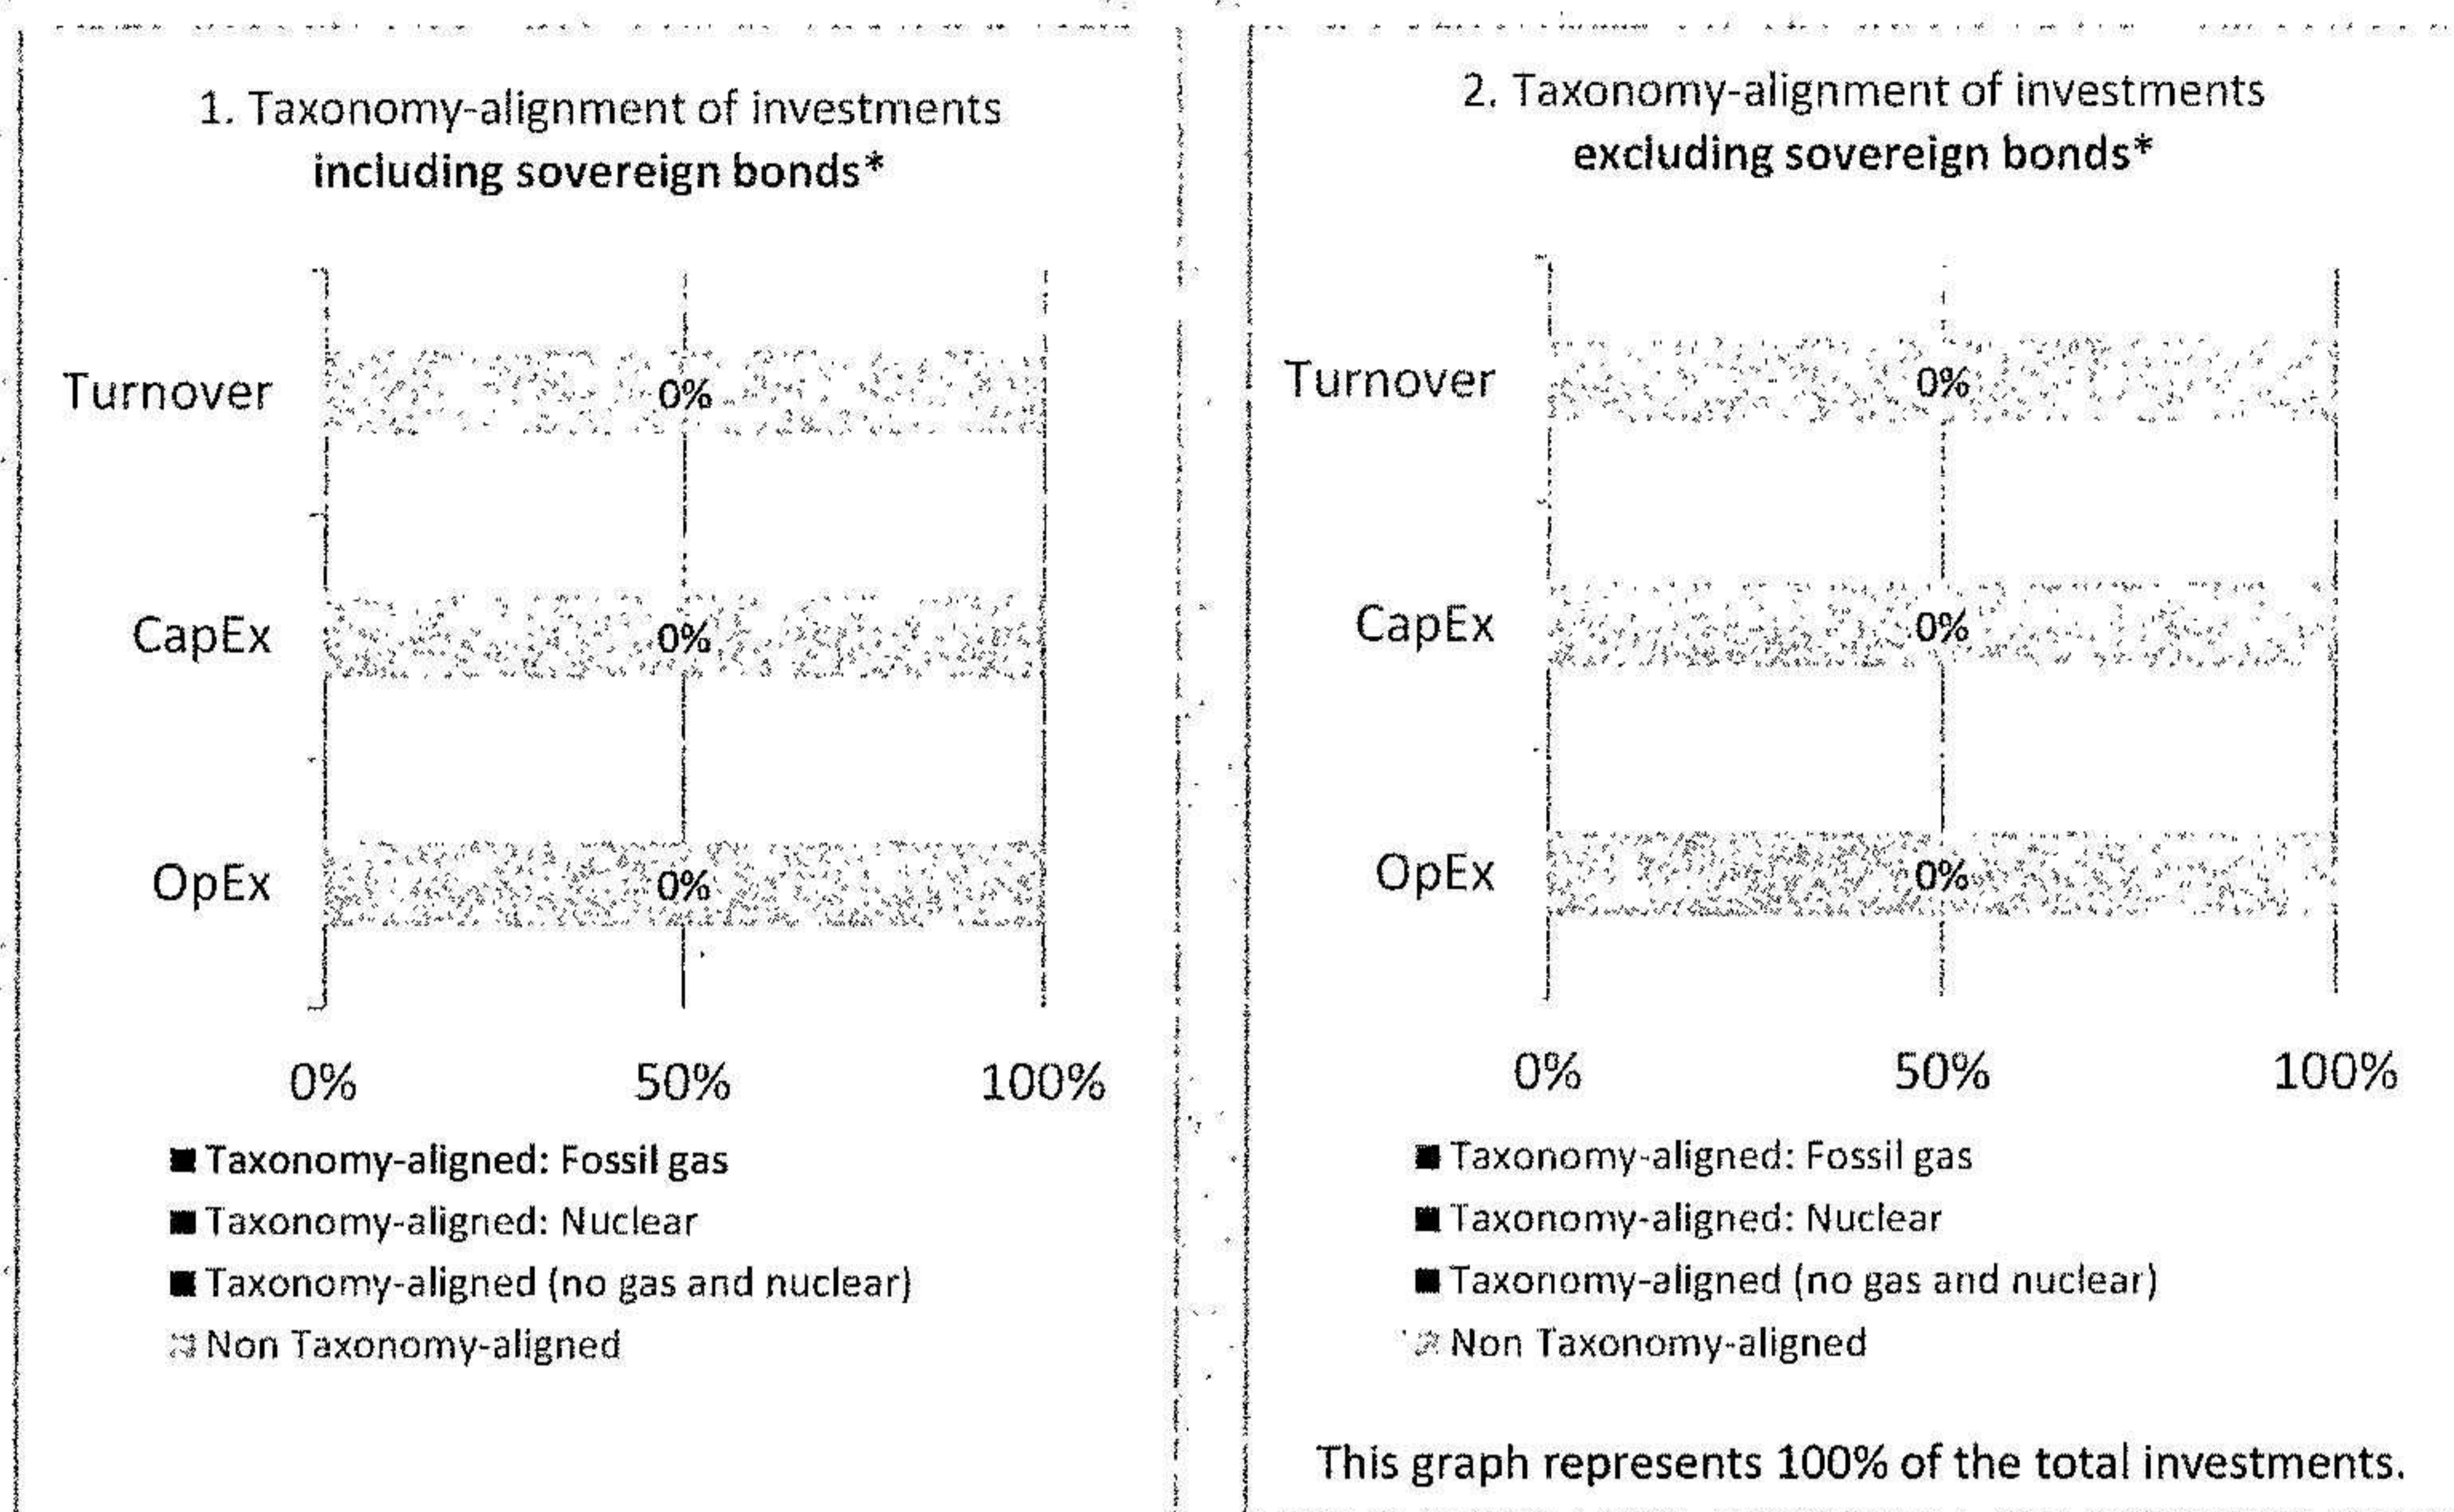 1. Taxonomy-alignment of investments
including sovereign bonds*
Turnover
0%
CapEx
0%
OpEx
0%
0% 50% 100%
Taxonomy-aligned: Fossil gas
Taxonomy-aligned: Nuclear
Taxonomy-aligned (no gas and nuclear)
Non Taxonomy-aligned
2. Taxonomy-alignment of investments
excluding sovereign bonds*
Turnover
0%
CapEx
0%
OpEx
0%
0% 50% 100%
Taxonomy-aligned: Fossil gas
Taxonomy-aligned: Nuclear
Taxonomy-aligned (no gas and nuclear)
Non Taxonomy-aligned
This graph represents 100% of the total investments.